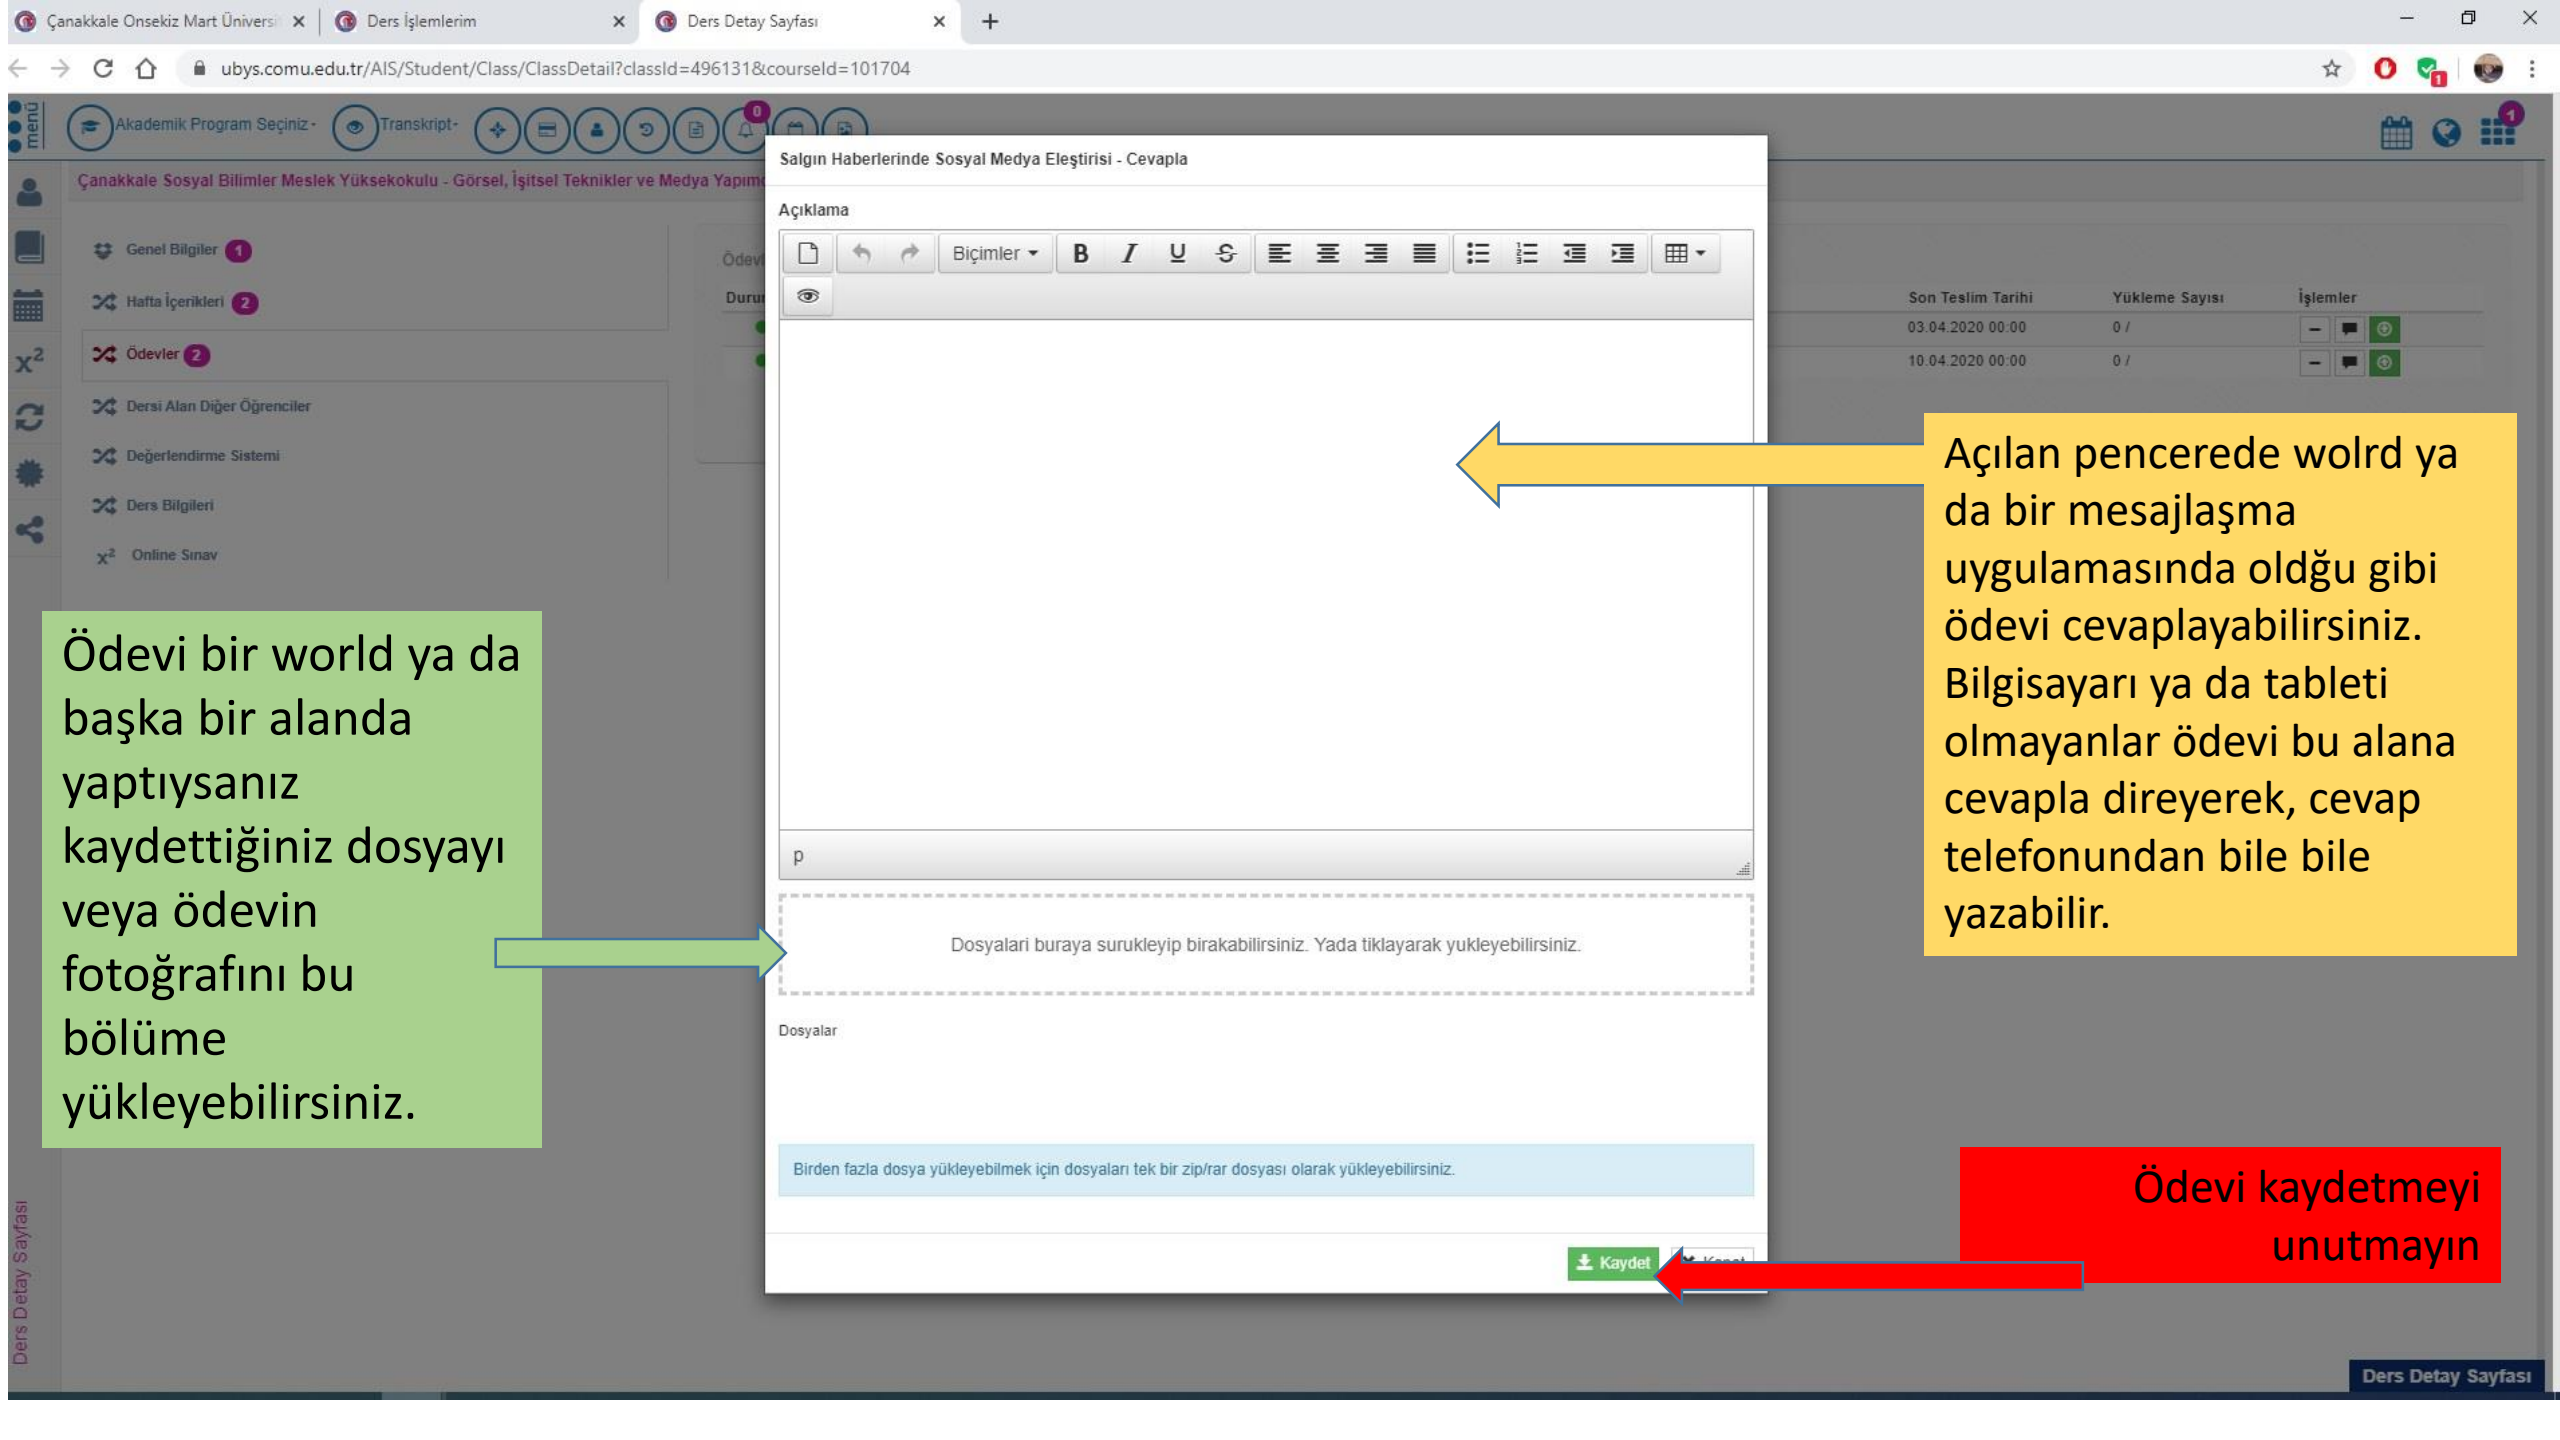 Çanakkale Onsekiz Mart Üniversi
Ders İşlemlerim
Ders Detay Sayfası
ubys.comu.edu.tr/AIS/Student/Class/ClassDetail?classId=496131&courseId=101704
menü
Akademik Program Seçiniz
Transkript
0
1
Çanakkale Sosyal Bilimler Meslek Yüksekokulu - Görsel, İşitsel Teknikler ve Medya Yapımc
Genel Bilgiler 1
Hafta İçerikleri 2
Ödevler 2
Dersi Alan Diğer Öğrenciler
Değerlendirme Sistemi
Ders Bilgileri
x² Online Sınav
Salgın Haberlerinde Sosyal Medya Eleştirisi - Cevapla
Açıklama
Biçimler
B I U S
Son Teslim Tarihi Yükleme Sayısı İşlemler
03.04.2020 00:00 0 /
10.04.2020 00:00 0 /
p
Dosyalari buraya surukleyip birakabilirsiniz. Yada tiklayarak yukleyebilirsiniz.
Dosyalar
Birden fazla dosya yükleyebilmek için dosyaları tek bir zip/rar dosyası olarak yükleyebilirsiniz.
Kaydet
Açılan pencerede wolrd ya
da bir mesajlaşma
uygulamasında oldğu gibi
ödevi cevaplayabilirsiniz.
Bilgisayarı ya da tableti
olmayanlar ödevi bu alana
cevapla direyerek, cevap
telefonundan bile bile
yazabilir.
Ödevi bir world ya da
başka bir alanda
yaptıysanız
kaydettiğiniz dosyayı
veya ödevin
fotoğrafını bu
bölüme
yükleyebilirsiniz.
Ödevi kaydetmeyi
unutmayın
Ders Detay Sayfası
Ders Detay Sayfası